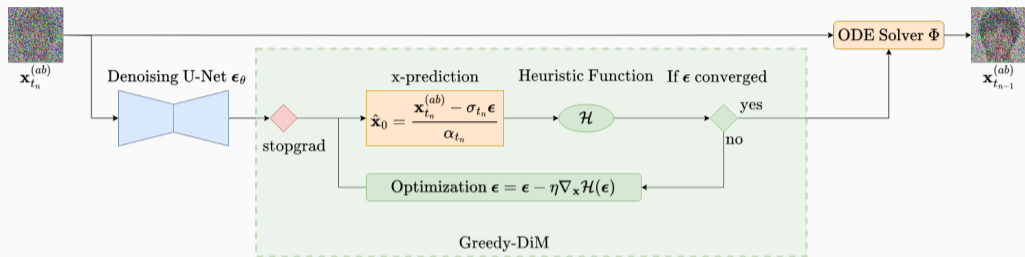 ODE Solver Φ
𝐱_{t_n}^{(ab)}
𝐱_{t_{n-1}}^{(ab)}
Denoising U-Net 𝝐_θ
x-prediction
Heuristic Function
If 𝝐 converged
x̂_0 = (𝐱_{t_n}^{(ab)} − σ_{t_n}𝝐) / α_{t_n}
ℋ
yes
stopgrad
no
Optimization 𝝐 = 𝝐 − η∇_𝐱ℋ(𝝐)
Greedy-DiM